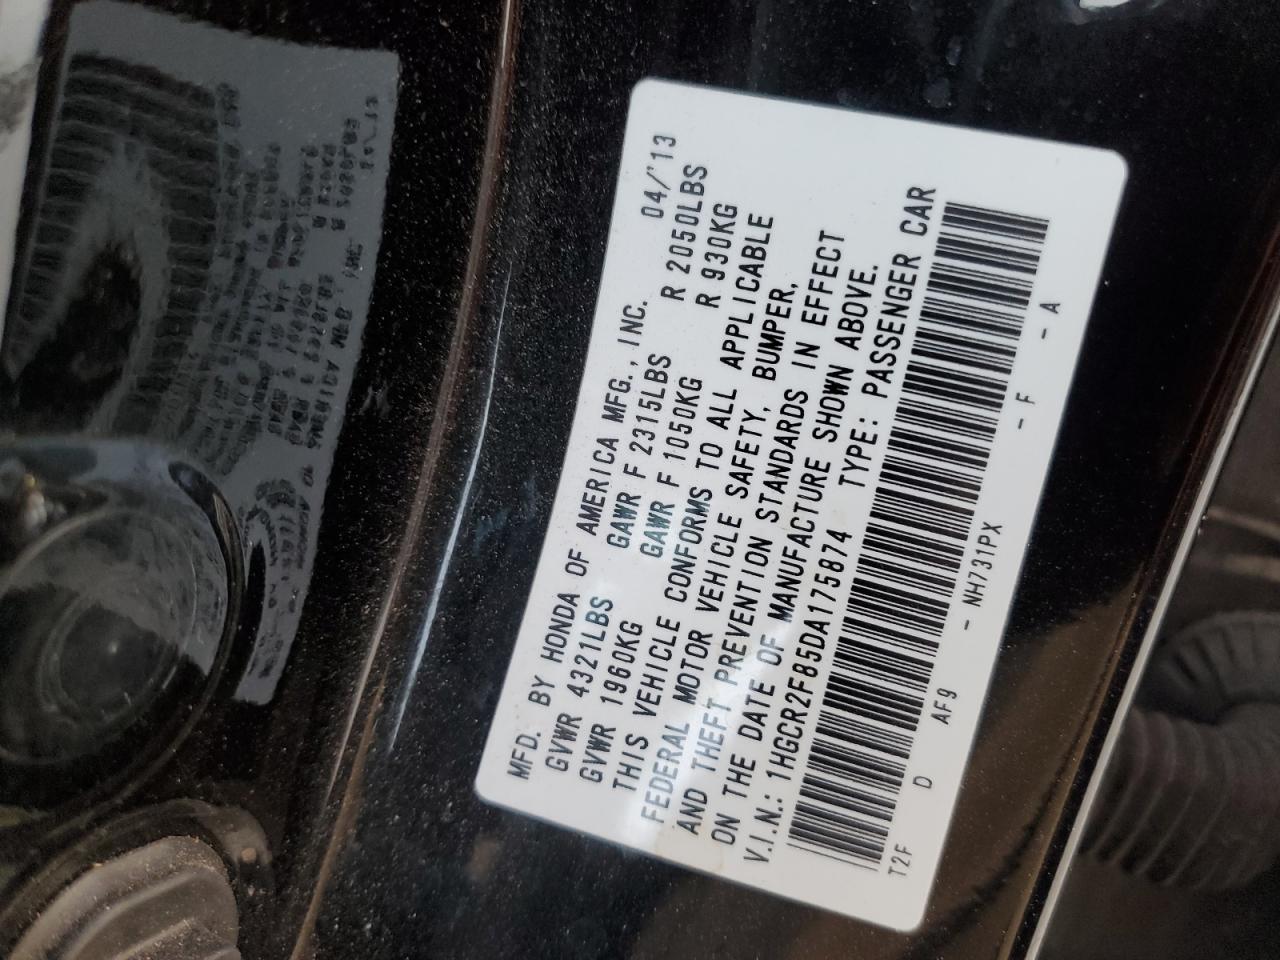 MFD. BY HONDA OF AMERICA MFG., INC. 04/'13
GVWR 4321LBS GAWR F 2315LBS R 2050LBS
GVWR 1960KG GAWR F 1050KG R 930KG
THIS VEHICLE CONFORMS TO ALL APPLICABLE
FEDERAL MOTOR VEHICLE SAFETY, BUMPER,
AND THEFT PREVENTION STANDARDS IN EFFECT
ON THE DATE OF MANUFACTURE SHOWN ABOVE.
V.I.N.: 1HGCR2F85DA175874 TYPE: PASSENGER CAR
T2F D AF9 - NH731PX - F - A